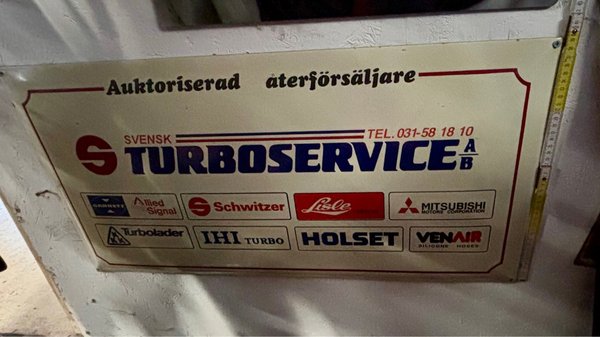 Auktoriserad återförsäljare
S SVENSK TEL. 031-58 18 10
TURBOSERVICE A/B
GARRETT Allied Signal S Schwitzer Lisle MITSUBISHI MOTORS CORPORATION
Turbolader IHI TURBO HOLSET VENAIR SILICONE HOSES